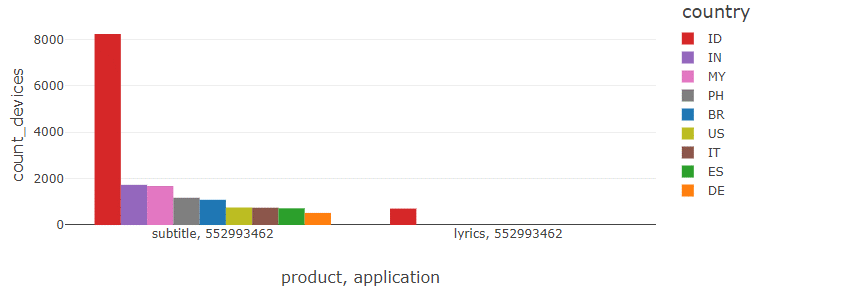 country
ID
IN
MY
PH
BR
US
IT
ES
DE
count_devices
8000
6000
4000
2000
0
subtitle, 552993462
lyrics, 552993462
product, application